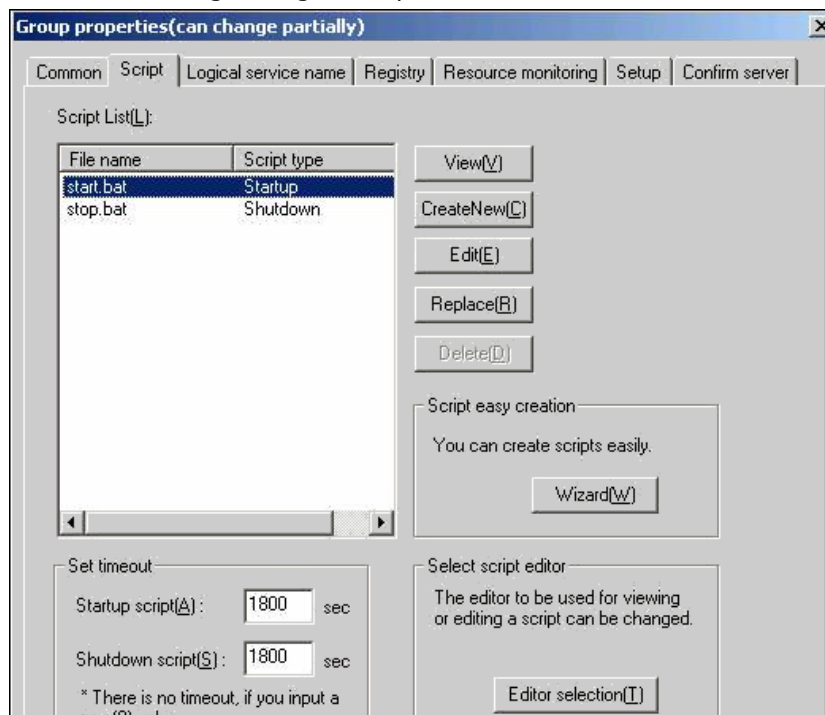 Group properties(can change partially)
Common Script Logical service name Registry Resource monitoring Setup Confirm server
Script List(L):
File name Script type
start.bat Startup
stop.bat Shutdown
View(V)
CreateNew(C)
Edit(E)
Replace(R)
Delete(D)
Script easy creation
You can create scripts easily.
Wizard(W)
Set timeout
Startup script(A) : 1800 sec
Shutdown script(S) : 1800 sec
* There is no timeout, if you input a
Select script editor
The editor to be used for viewing
or editing a script can be changed.
Editor selection(T)